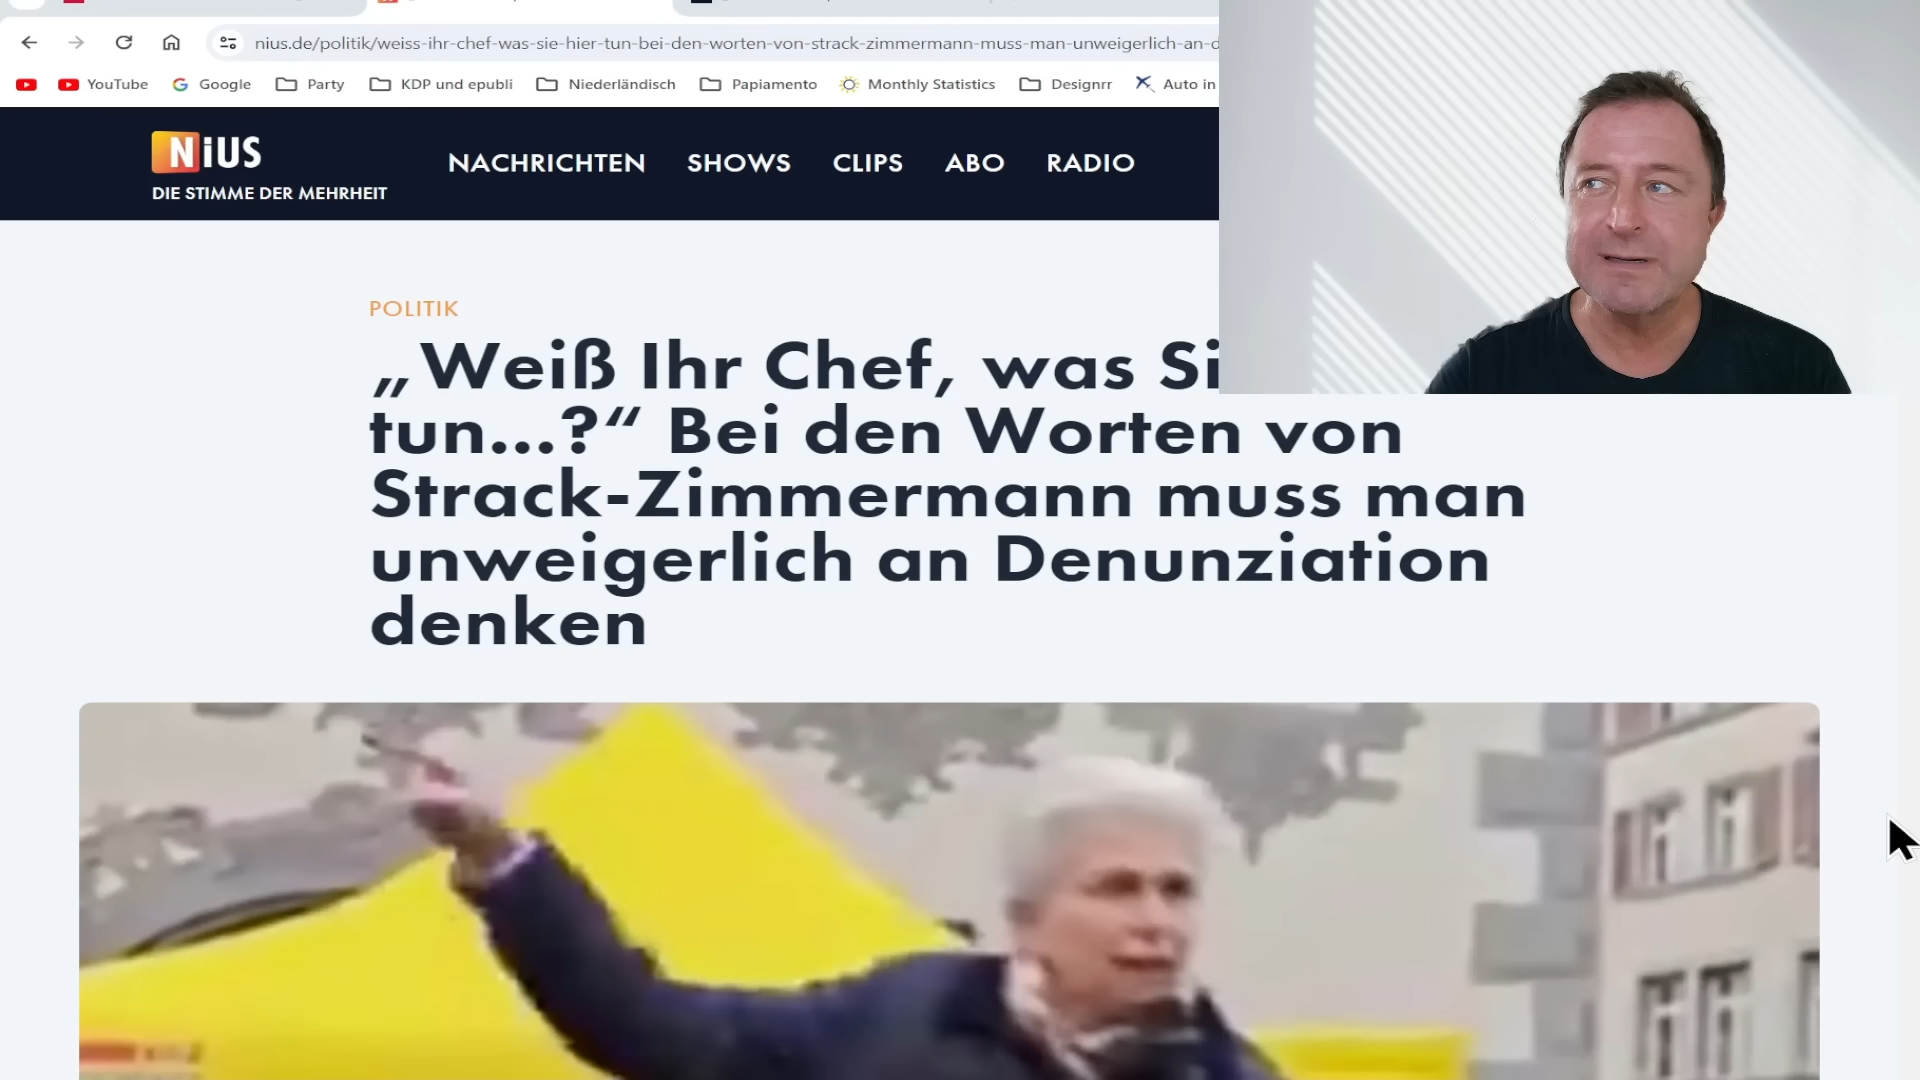 nius.de/politik/weiss-ihr-chef-was-sie-hier-tun-bei-den-worten-von-strack-zimmermann-muss-man-unweigerlich-an-d
YouTube Google Party KDP und epubli Niederländisch Papiamento Monthly Statistics Designrr Auto in
NiUS
DIE STIMME DER MEHRHEIT
NACHRICHTEN SHOWS CLIPS ABO RADIO
POLITIK
„Weiß Ihr Chef, was Si
tun...?“ Bei den Worten von
Strack-Zimmermann muss man
unweigerlich an Denunziation
denken